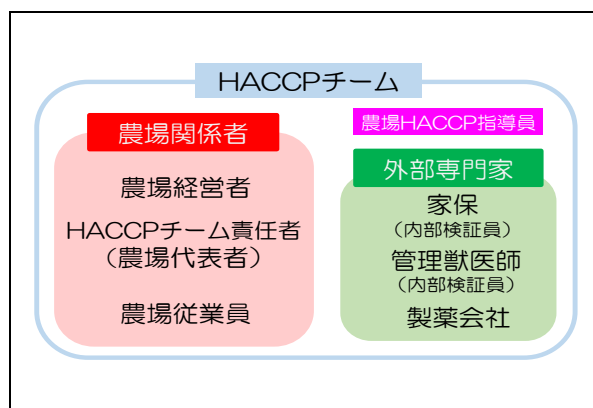 HACCPチーム
農場関係者
農場経営者
HACCPチーム責任者
（農場代表者）
農場従業員
農場HACCP指導員
外部専門家
家保
（内部検証員）
管理獣医師
（内部検証員）
製薬会社